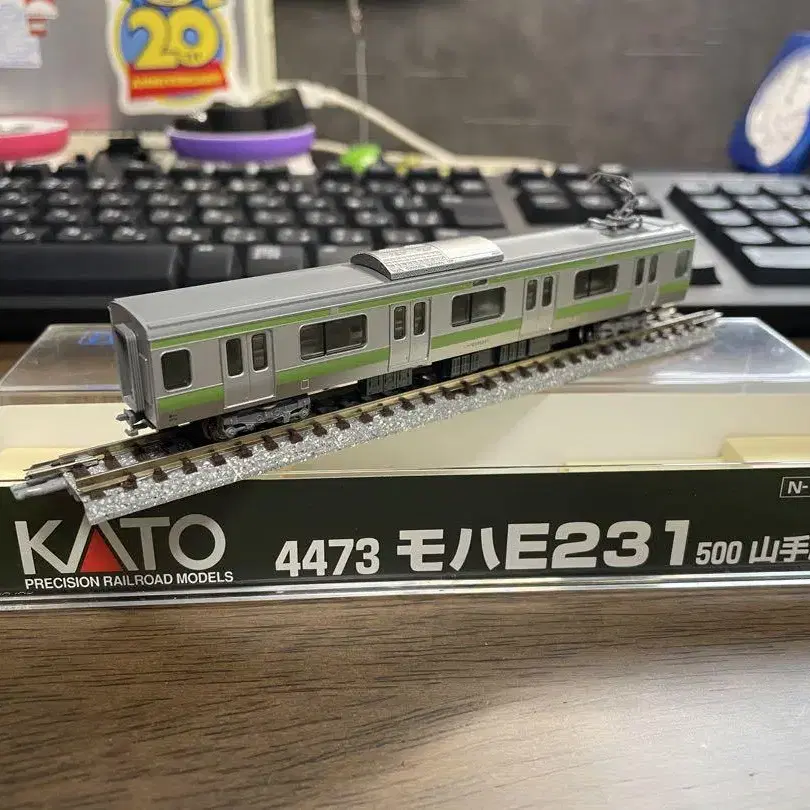 20
N-
KATO
PRECISION RAILROAD MODELS
4473 モハE231 500 山手